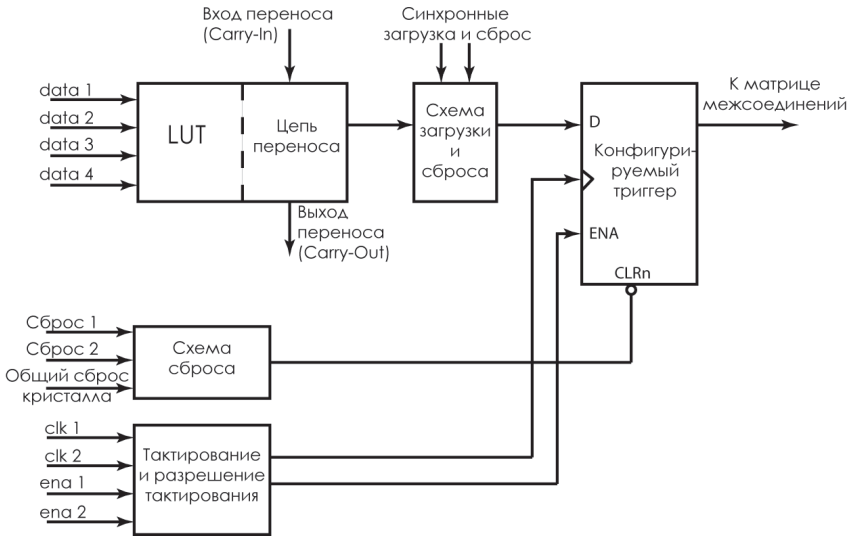 Вход переноса
(Carry-In)
Синхронные
загрузка и сброс
data 1
data 2
data 3
data 4
LUT
Цепь
переноса
Схема
загрузки
и
сброса
D
Конфигури-
руемый
триггер
ENA
CLRn
К матрице
межсоединений
Выход
переноса
(Carry-Out)
Сброс 1
Сброс 2
Общий сброс
кристалла
Схема
сброса
clk 1
clk 2
ena 1
ena 2
Тактирование
и разрешение
тактирования